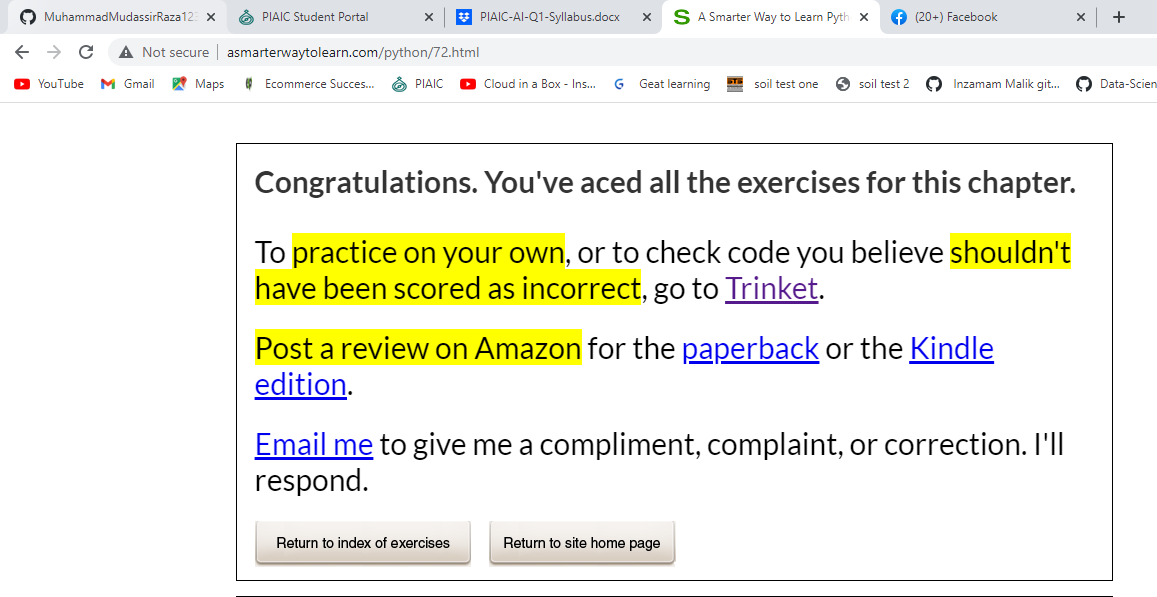 MuhammadMudassirRaza12 PIAIC Student Portal PIAIC-AI-Q1-Syllabus.docx A Smarter Way to Learn Pyth (20+) Facebook
Not secure asmarterwaytolearn.com/python/72.html
YouTube Gmail Maps Ecommerce Succes... PIAIC Cloud in a Box - Ins... Geat learning soil test one soil test 2 Inzamam Malik git... Data-Scien
Congratulations. You've aced all the exercises for this chapter.
To practice on your own, or to check code you believe shouldn't
have been scored as incorrect, go to Trinket.
Post a review on Amazon for the paperback or the Kindle
edition.
Email me to give me a compliment, complaint, or correction. I'll
respond.
Return to index of exercises Return to site home page